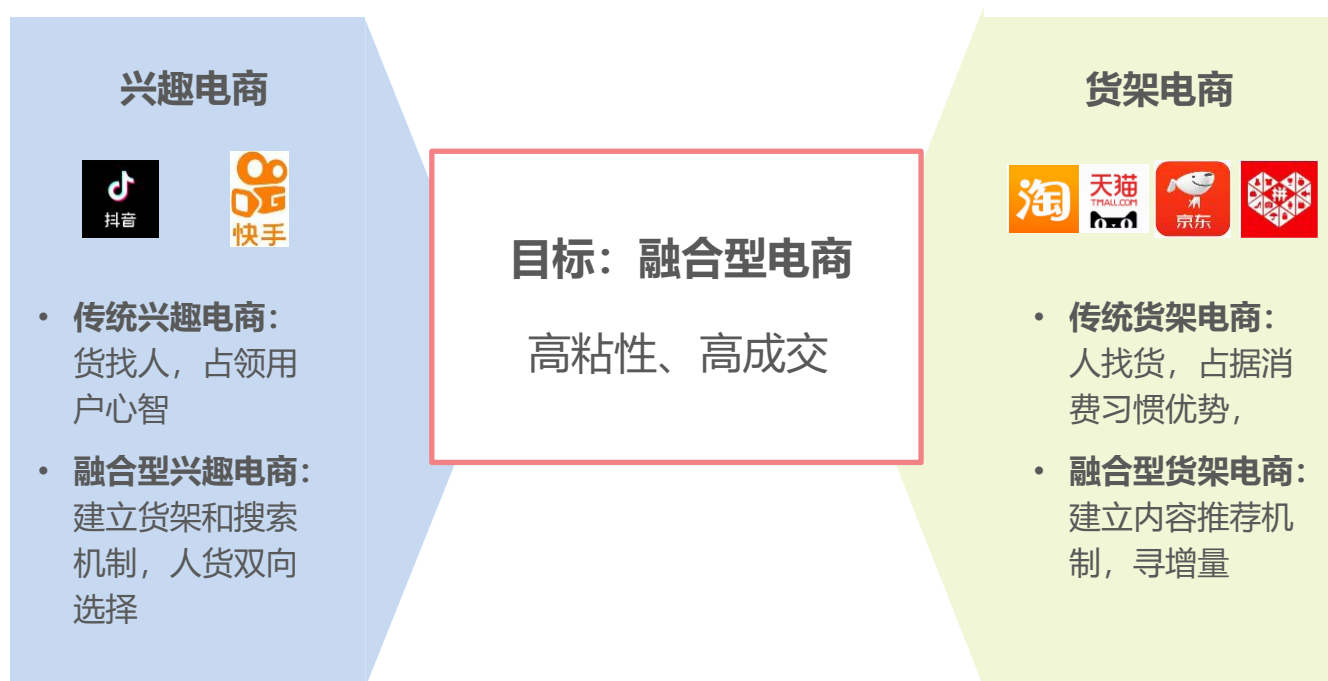 兴趣电商
抖音
快手
• 传统兴趣电商：
货找人，占领用
户心智
• 融合型兴趣电商：
建立货架和搜索
机制，人货双向
选择
目标：融合型电商
高粘性、高成交
货架电商
淘
天猫
TMALL.COM
京东
拼
• 传统货架电商：
人找货，占据消
费习惯优势，
• 融合型货架电商：
建立内容推荐机
制，寻增量